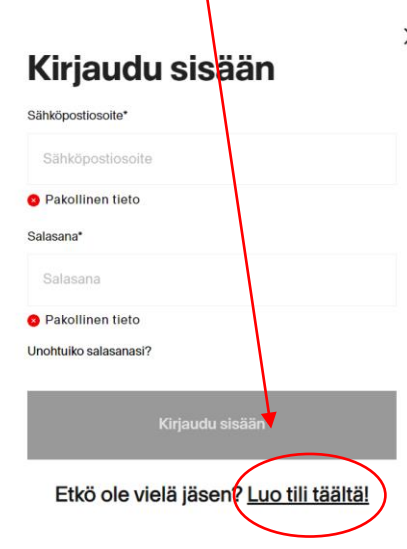 Kirjaudu sisään
Sähköpostiosoite*
Sähköpostiosoite
Pakollinen tieto
Salasana*
Salasana
Pakollinen tieto
Unohtuiko salasanasi?
Kirjaudu sisään
Etkö ole vielä jäsen? Luo tili täältä!